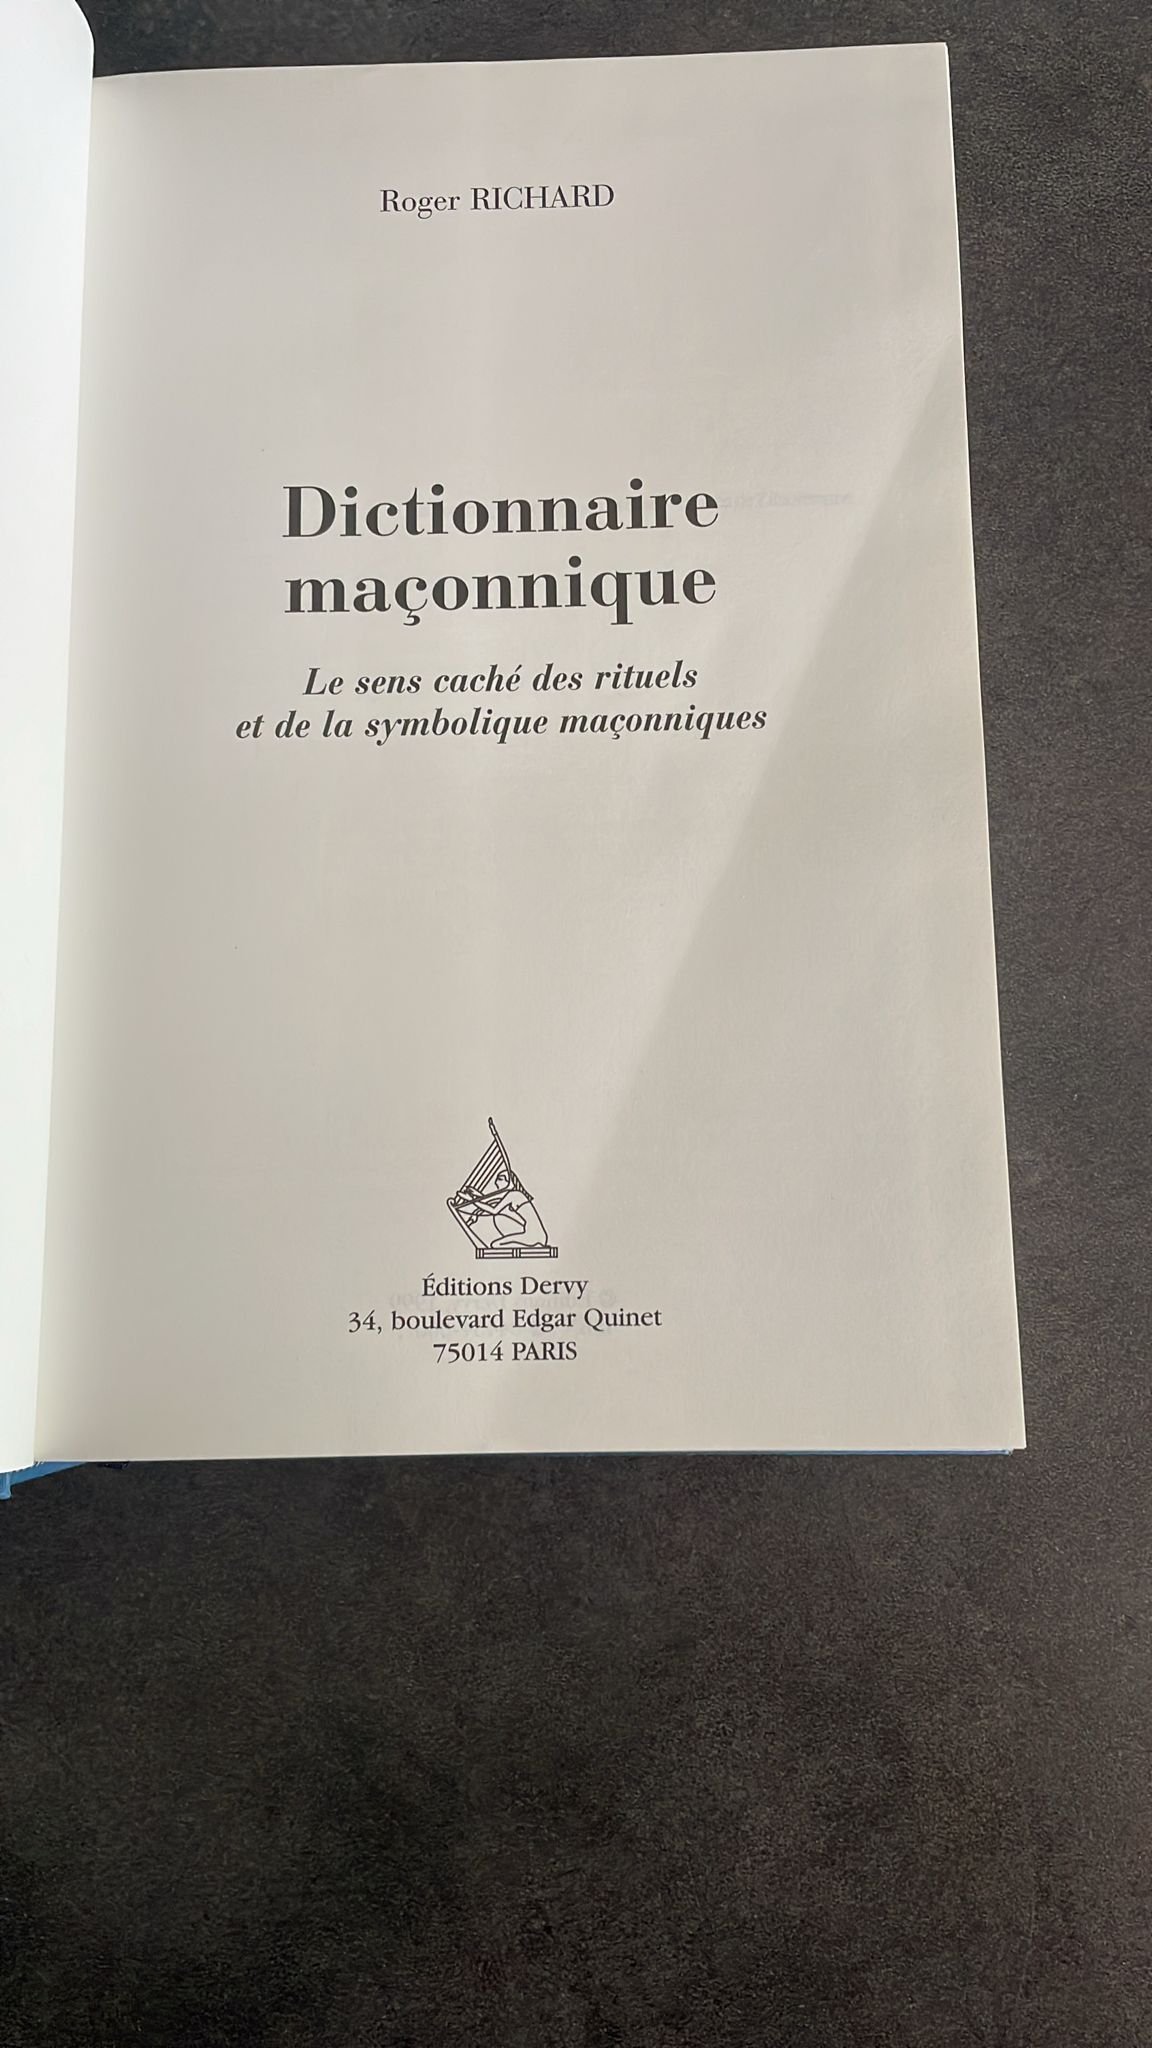 Roger RICHARD
Dictionnaire
maçonnique
Le sens caché des rituels
et de la symbolique maçonniques
Éditions Dervy
34, boulevard Edgar Quinet
75014 PARIS